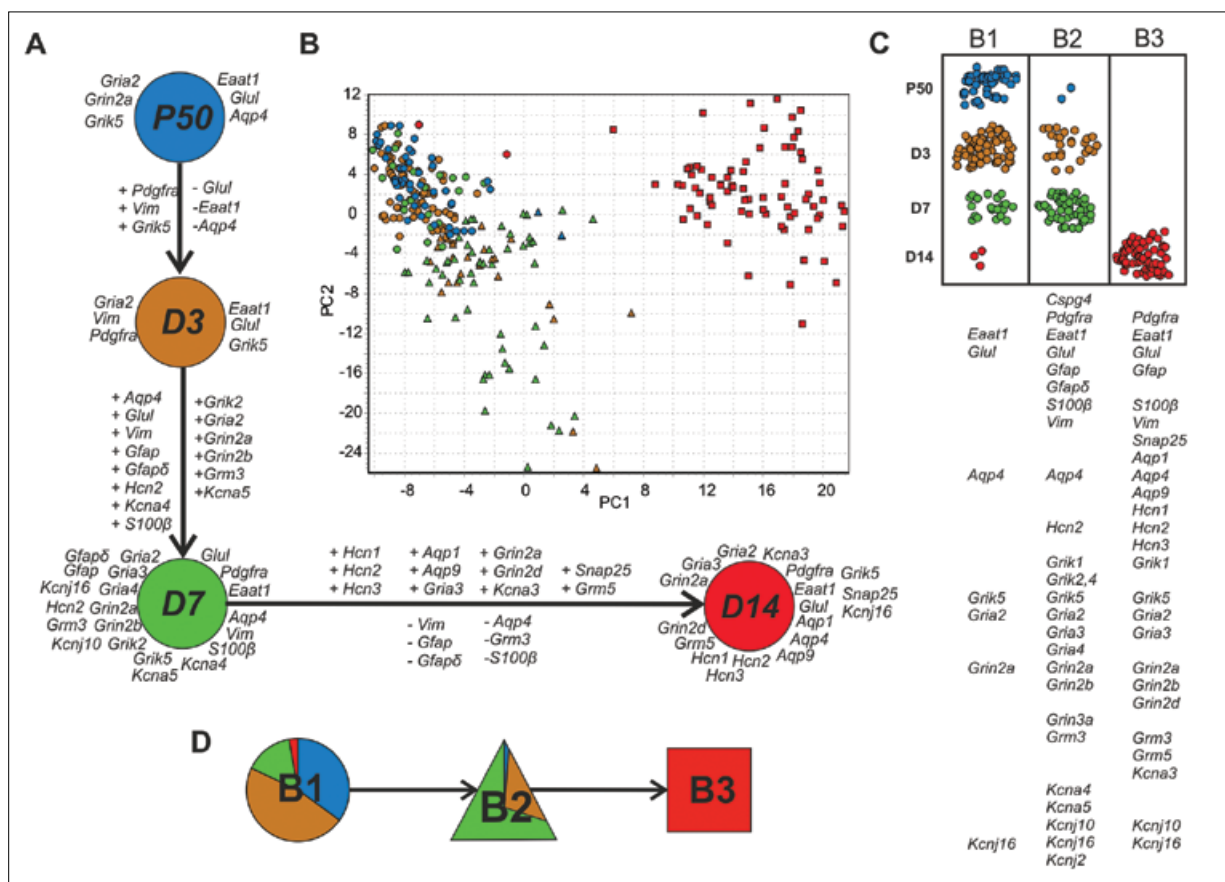 A
Gria2
Grin2a
Grik5
P50
Eaat1
Glul
Aqp4
+ Pdgfra
+ Vim
+ Grik5
- Glul
-Eaat1
-Aqp4
Gria2
Vim
Pdgfra
D3
Eaat1
Glul
Grik5
+ Aqp4
+ Glul
+ Vim
+ Gfap
+ Gfapδ
+ Hcn2
+ Kcna4
+ S100β
+Grik2
+Gria2
+Grin2a
+Grin2b
+Grm3
+Kcna5
Gfapδ
Gfap
Kcnj16
Hcn2
Grm3
Kcnj10
Gria2
Gria3
Gria4
Grin2a
Grin2b
Grik2
Grik5
Kcna5
Kcna4
D7
Glul
Pdgfra
Eaat1
Aqp4
Vim
S100β
+ Hcn1
+ Hcn2
+ Hcn3
+ Aqp1
+ Aqp9
+ Gria3
+ Grin2a
+ Grin2d
+ Kcna3
+ Snap25
+ Grm5
- Vim
- Gfap
- Gfapδ
- Aqp4
-Grm3
-S100β
Gria2
Gria3
Grin2a
Grin2d
Grm5
Hcn1
Hcn2
Hcn3
D14
Kcna3
Pdgfra
Eaat1
Glul
Aqp1
Aqp4
Aqp9
Grik5
Snap25
Kcnj16
B
PC2
12
8
4
0
-4
-8
-12
-16
-20
-24
-8
-4
0
4
8
12
16
20
PC1
C
B1 B2 B3
P50
D3
D7
D14
Cspg4
Pdgfra Pdgfra
Eaat1 Eaat1 Eaat1
Glul Glul Glul
Gfap Gfap
Gfapδ
S100β S100β
Vim Vim
Snap25
Aqp1
Aqp4 Aqp4 Aqp4
Aqp9
Hcn1
Hcn2 Hcn2
Hcn3
Grik1 Grik1
Grik2,4
Grik5 Grik5 Grik5
Gria2 Gria2 Gria2
Gria3 Gria3
Gria4
Grin2a Grin2a Grin2a
Grin2b Grin2b
Grin2d
Grin3a
Grm3 Grm3
Grm5
Kcna3
Kcna4
Kcna5
Kcnj10 Kcnj10
Kcnj16 Kcnj16 Kcnj16
Kcnj2
D
B1
B2
B3